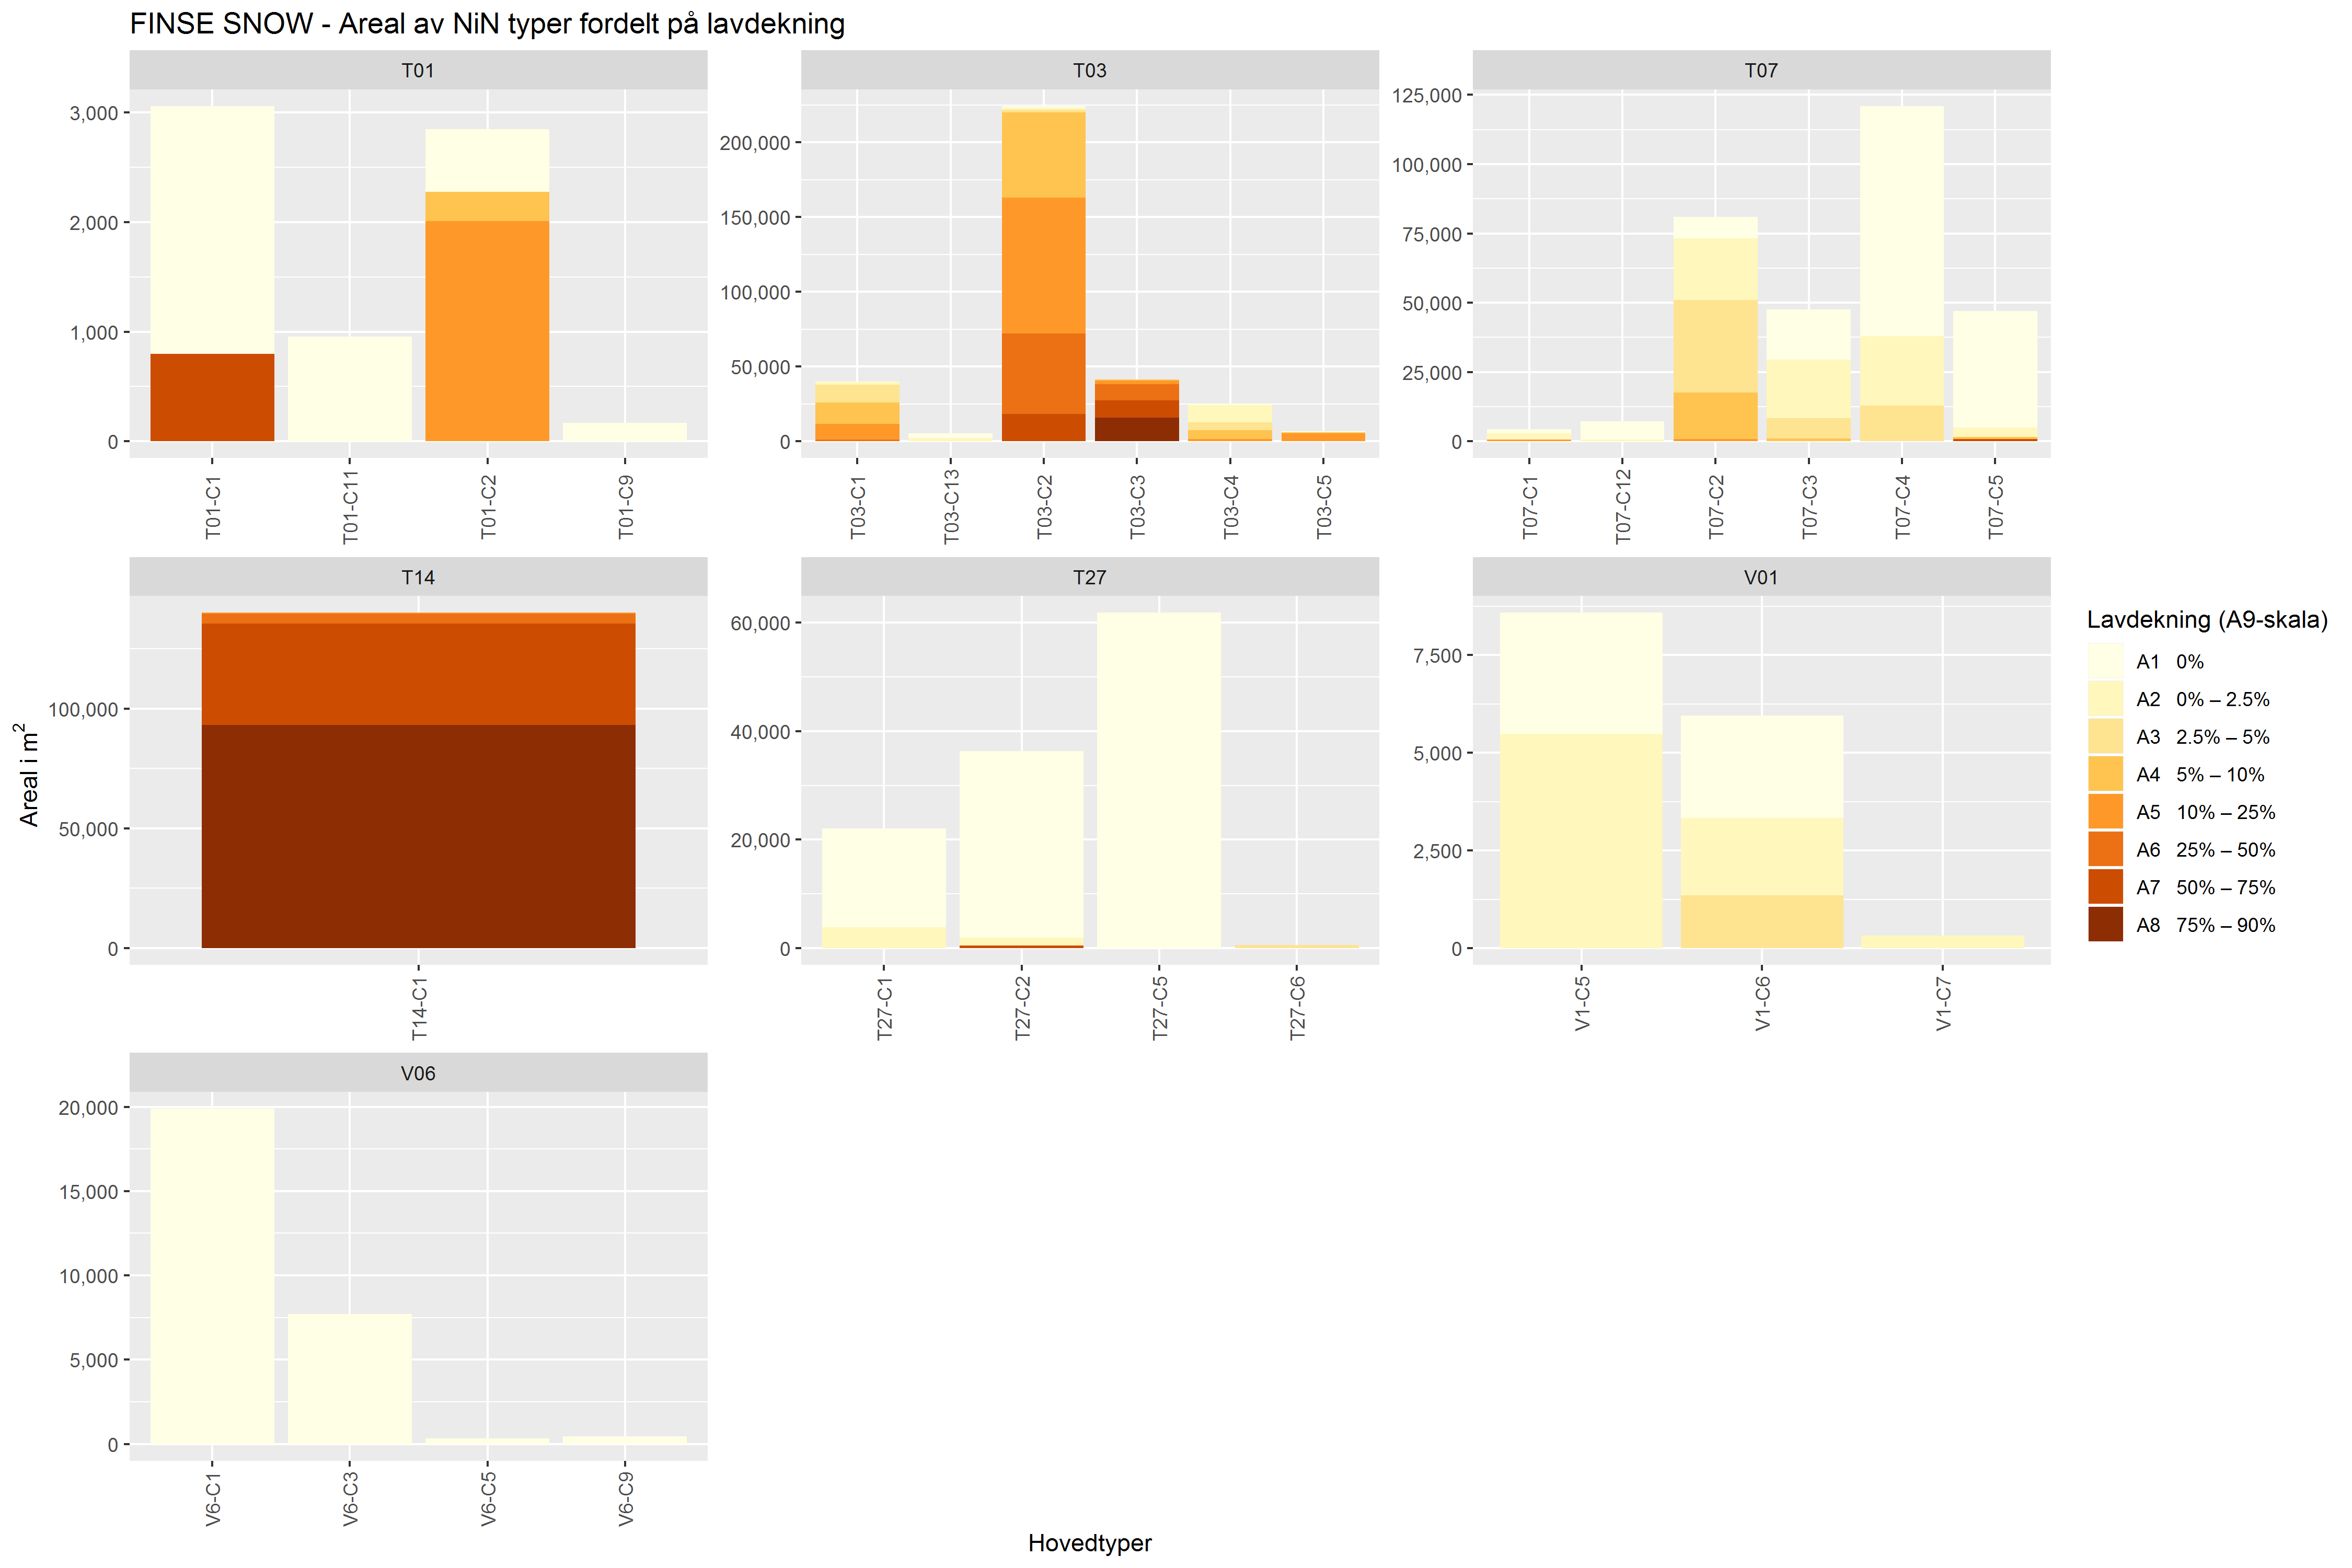 FINSE SNOW - Areal av NiN typer fordelt på lavdekning
T01
3,000
2,000
1,000
0
T01-C1
T01-C11
T01-C2
T01-C9
T03
200,000
150,000
100,000
50,000
0
T03-C1
T03-C13
T03-C2
T03-C3
T03-C4
T03-C5
T07
125,000
100,000
75,000
50,000
25,000
0
T07-C1
T07-C12
T07-C2
T07-C3
T07-C4
T07-C5
Areal i m²
T14
100,000
50,000
0
T14-C1
T27
60,000
40,000
20,000
0
T27-C1
T27-C2
T27-C5
T27-C6
V01
7,500
5,000
2,500
0
V1-C5
V1-C6
V1-C7
Lavdekning (A9-skala)
A1 0%
A2 0% – 2.5%
A3 2.5% – 5%
A4 5% – 10%
A5 10% – 25%
A6 25% – 50%
A7 50% – 75%
A8 75% – 90%
V06
20,000
15,000
10,000
5,000
0
V6-C1
V6-C3
V6-C5
V6-C9
Hovedtyper